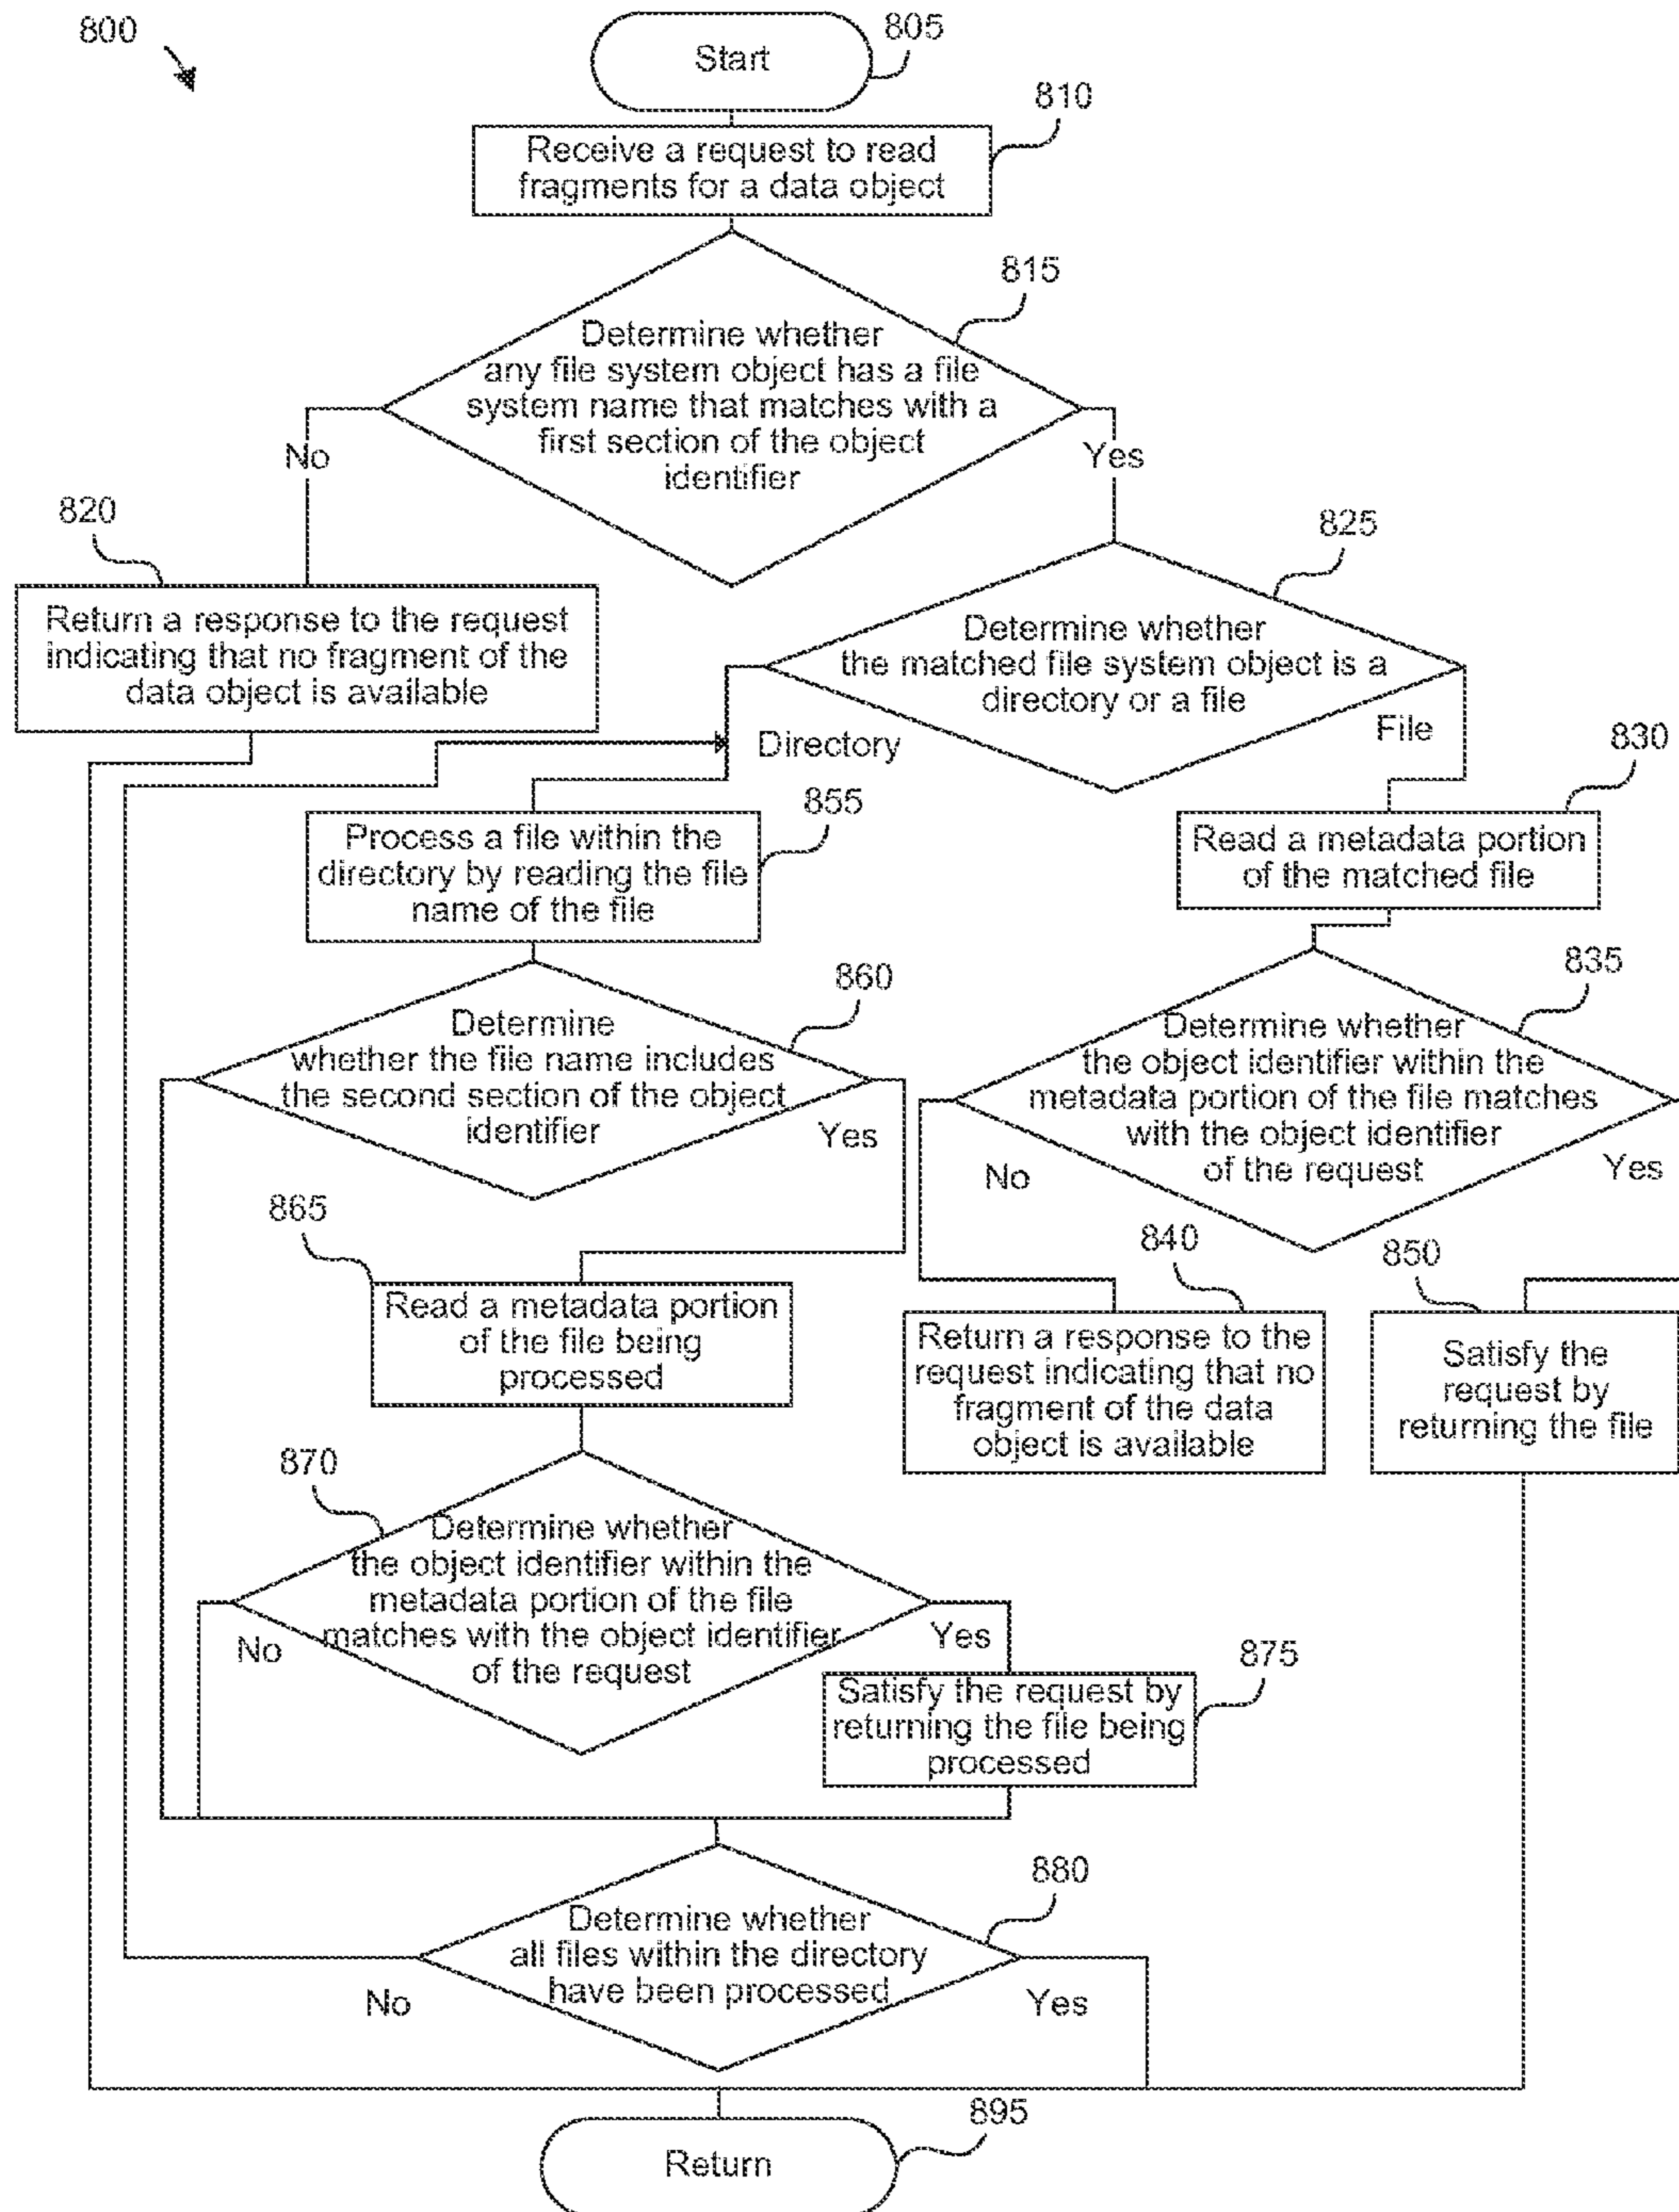 800
Start
805
810
Receive a request to read
fragments for a data object
815
Determine whether
any file system object has a file
system name that matches with a
first section of the object
identifier
No
Yes
820
Return a response to the request
indicating that no fragment of the
data object is available
825
Determine whether
the matched file system object is a
directory or a file
Directory
File
830
Read a metadata portion
of the matched file
855
Process a file within the
directory by reading the file
name of the file
860
Determine
whether the file name includes
the second section of the object
identifier
Yes
835
Determine whether
the object identifier within the
metadata portion of the file matches
with the object identifier
of the request
No
Yes
865
Read a metadata portion
of the file being
processed
840
Return a response to the
request indicating that no
fragment of the data
object is available
850
Satisfy the
request by
returning the file
870
Determine whether
the object identifier within the
metadata portion of the file
matches with the object identifier
of the request
No
Yes
875
Satisfy the request by
returning the file being
processed
880
Determine whether
all files within the directory
have been processed
No
Yes
895
Return